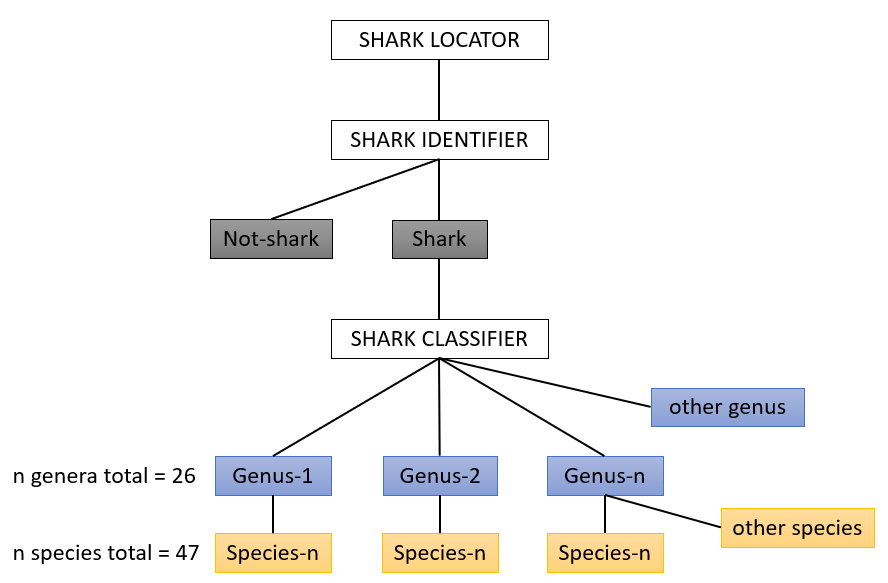 SHARK LOCATOR
SHARK IDENTIFIER
Not-shark
Shark
SHARK CLASSIFIER
other genus
n genera total = 26
Genus-1
Genus-2
Genus-n
other species
n species total = 47
Species-n
Species-n
Species-n